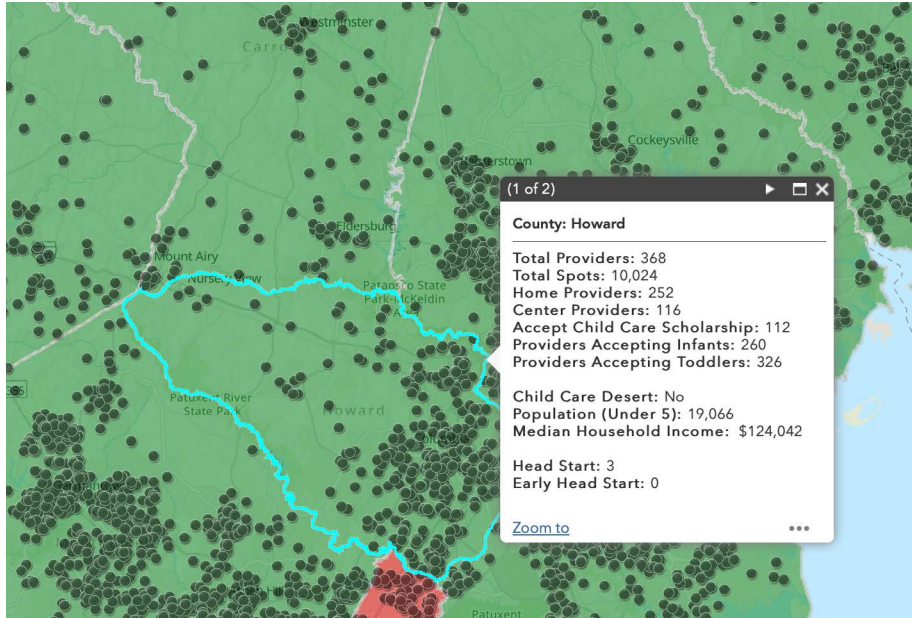 Westminster
Carro
Cockeysville
(1 of 2)
County: Howard
Total Providers: 368
Total Spots: 10,024
Home Providers: 252
Center Providers: 116
Accept Child Care Scholarship: 112
Providers Accepting Infants: 260
Providers Accepting Toddlers: 326
Child Care Desert: No
Population (Under 5): 19,066
Median Household Income: $124,042
Head Start: 3
Early Head Start: 0
Zoom to
Eldersburg
Mount Airy
Patapsco State
Park-McKeldin
Area
Patuxent River
State Park
Howard
Patuxent